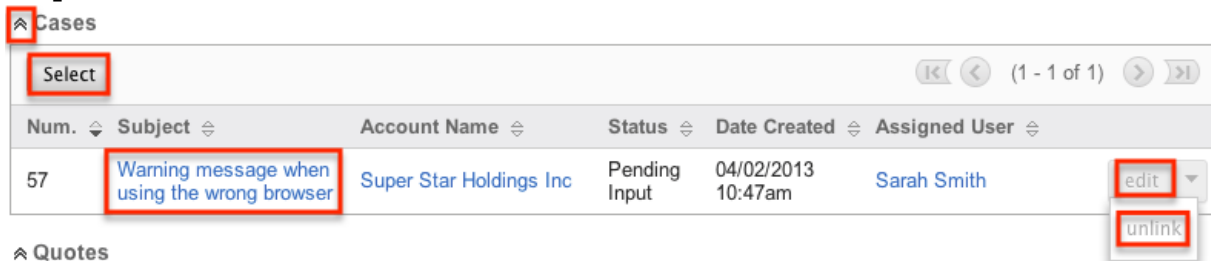 Cases
Select (1 - 1 of 1)
Num. Subject Account Name Status Date Created Assigned User
57 Warning message when using the wrong browser Super Star Holdings Inc Pending Input 04/02/2013 10:47am Sarah Smith edit
unlink
Quotes